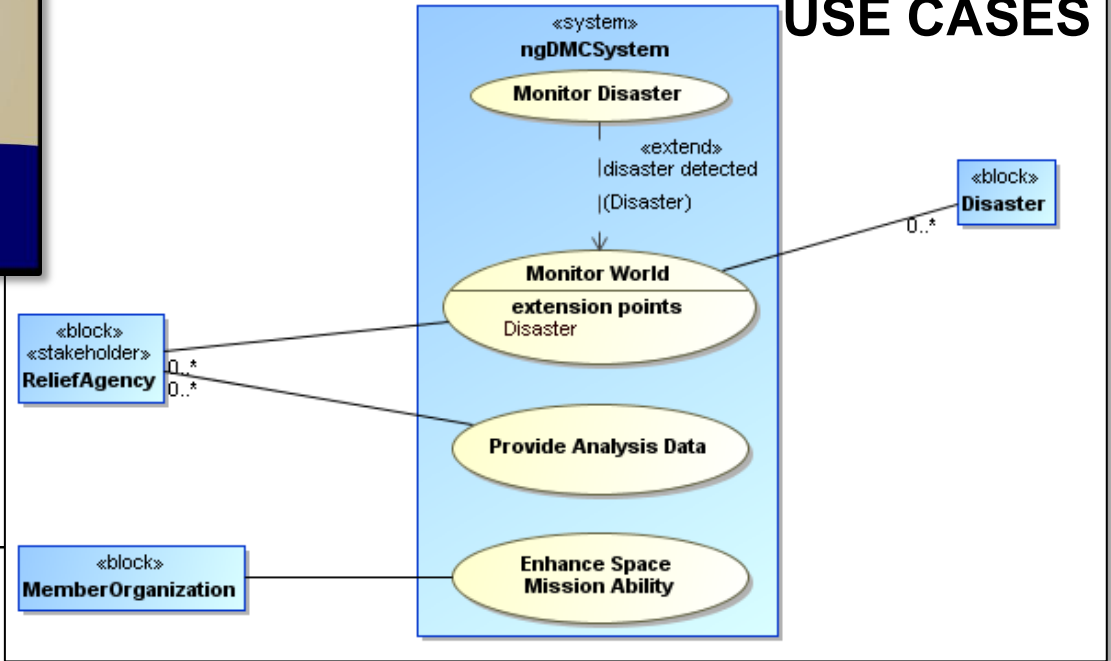 USE CASES
«system»
ngDMCSystem
Monitor Disaster
«extend»
disaster detected
(Disaster)
«block»
Disaster
0..*
Monitor World
extension points
Disaster
«block»
«stakeholder»
ReliefAgency
0..*
0..*
Provide Analysis Data
«block»
MemberOrganization
Enhance Space
Mission Ability